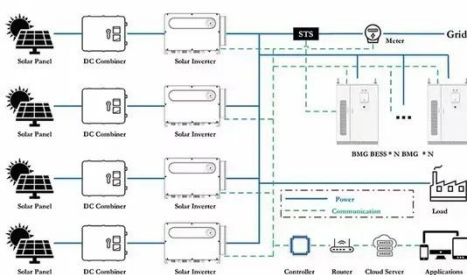 STS
Meter
Grid
Solar Panel DC Combiner Solar Inverter
Solar Panel DC Combiner Solar Inverter
BMG BESS * N BMG * N
Solar Panel DC Combiner Solar Inverter
Power
Communication
Load
Solar Panel DC Combiner Solar Inverter
Controller Router Cloud Server Applications